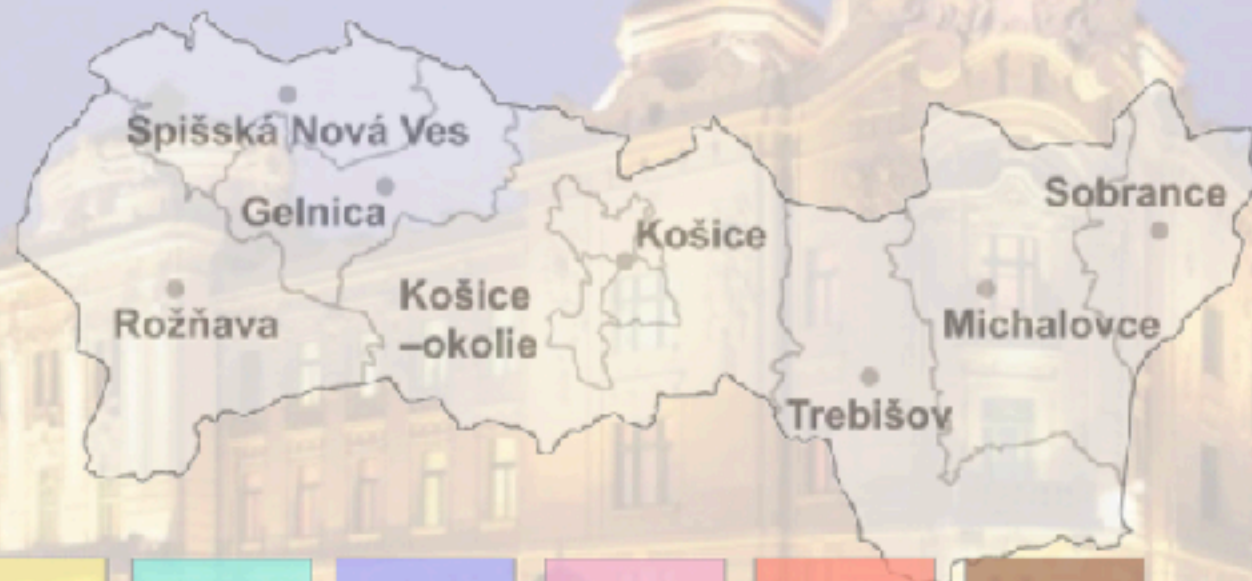 Spišská Nová Ves
Gelnica
Rožňava
Košice
–okolie
Košice
Trebišov
Michalovce
Sobrance